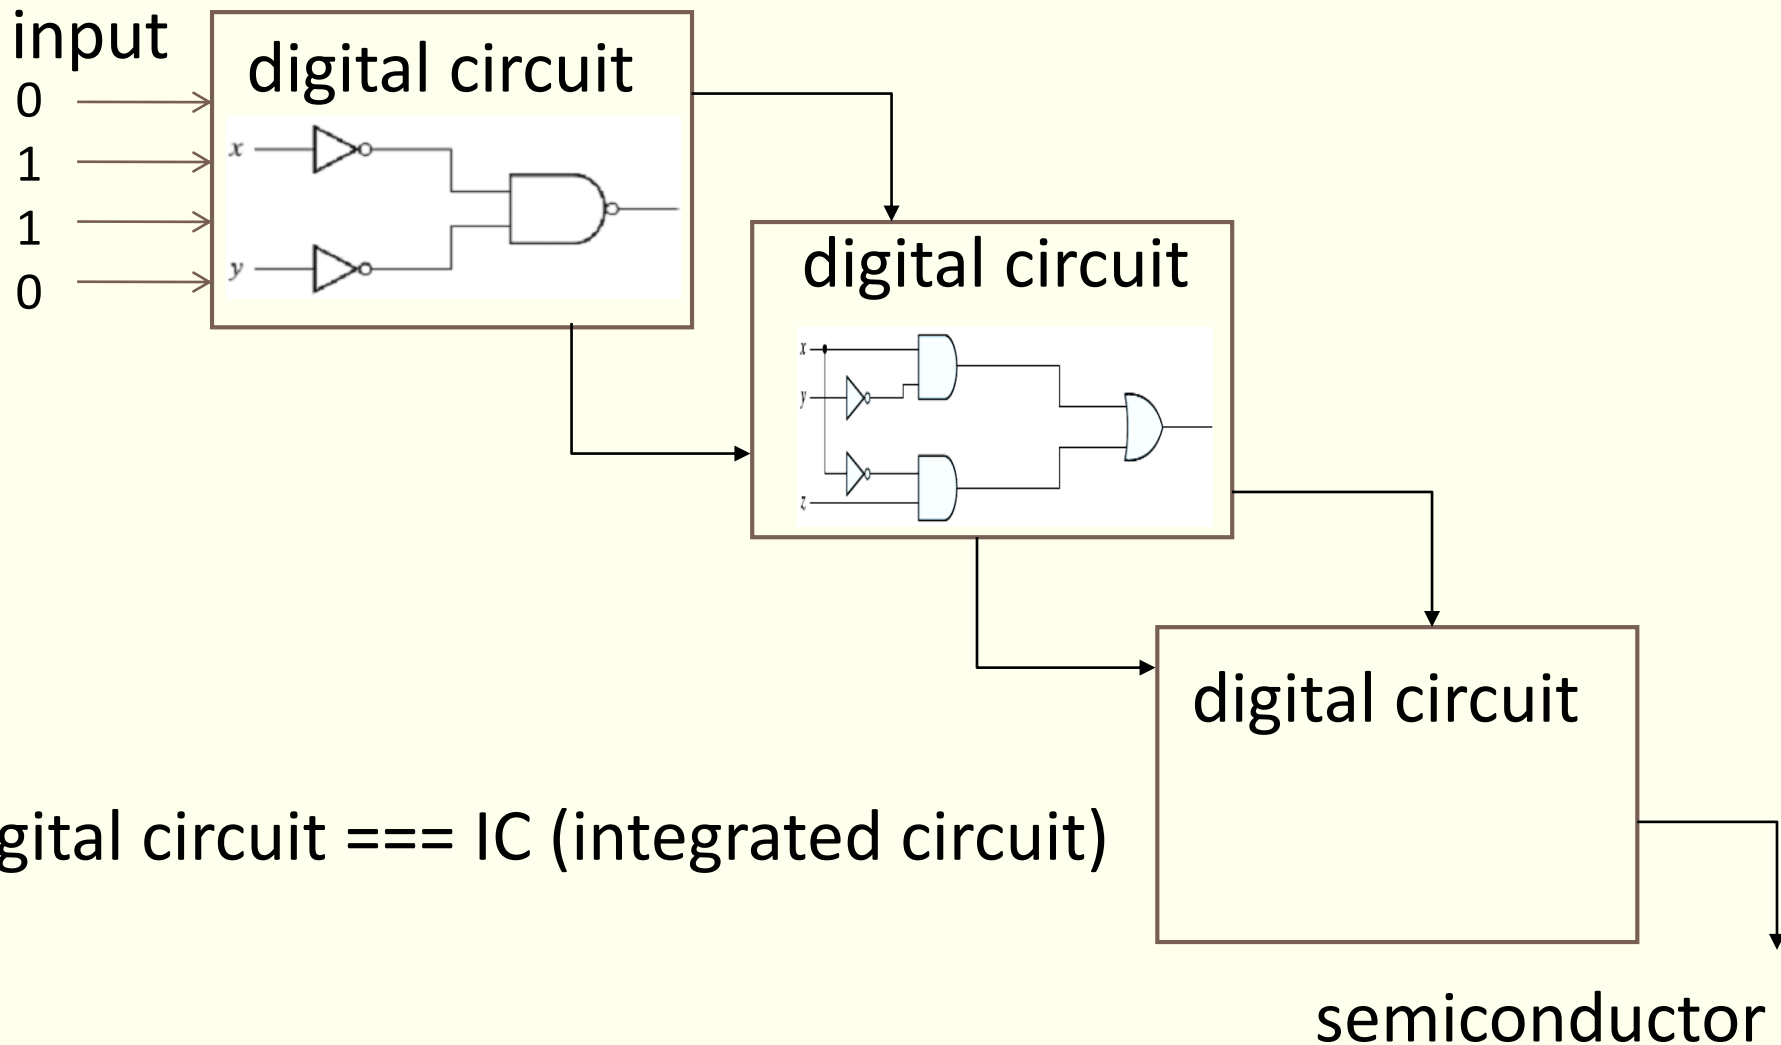 input
0
1
1
0
digital circuit
x
y
digital circuit
x
y
z
digital circuit
gital circuit === IC (integrated circuit)
semiconductor